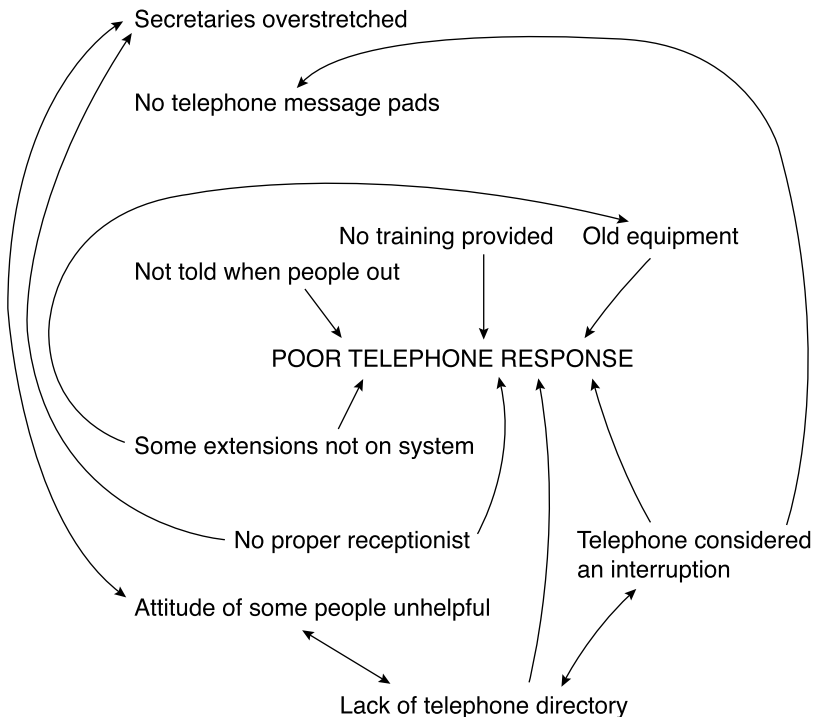 Secretaries overstretched
No telephone message pads
No training provided
Old equipment
Not told when people out
POOR TELEPHONE RESPONSE
Some extensions not on system
No proper receptionist
Telephone considered
an interruption
Attitude of some people unhelpful
Lack of telephone directory